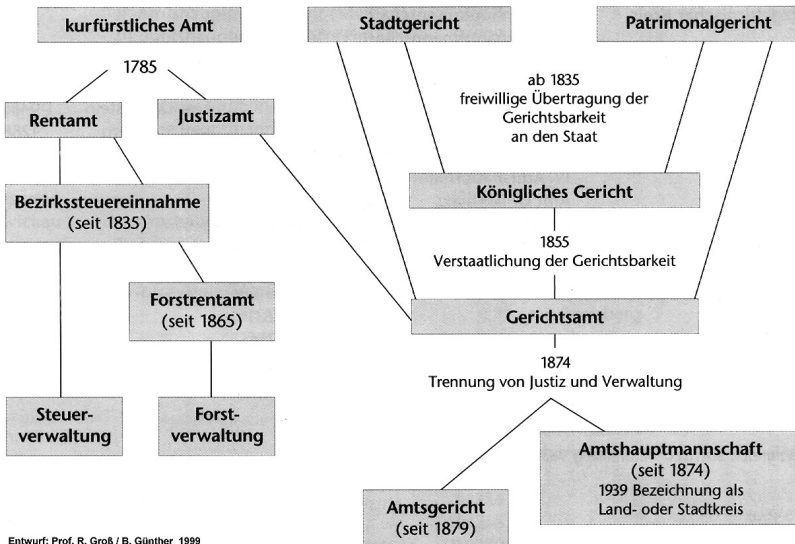 kurfürstliches Amt
Stadtgericht
Patrimonalgericht
1785
ab 1835
freiwillige Übertragung der
Gerichtsbarkeit
an den Staat
Rentamt
Justizamt
Königliches Gericht
Bezirkssteuereinnahme
(seit 1835)
1855
Verstaatlichung der Gerichtsbarkeit
Forstrentamt
(seit 1865)
Gerichtsamt
1874
Trennung von Justiz und Verwaltung
Steuer-
verwaltung
Forst-
verwaltung
Amtshauptmannschaft
(seit 1874)
1939 Bezeichnung als
Land- oder Stadtkreis
Amtsgericht
(seit 1879)
Entwurf: Prof. R. Groß / B. Günther 1999